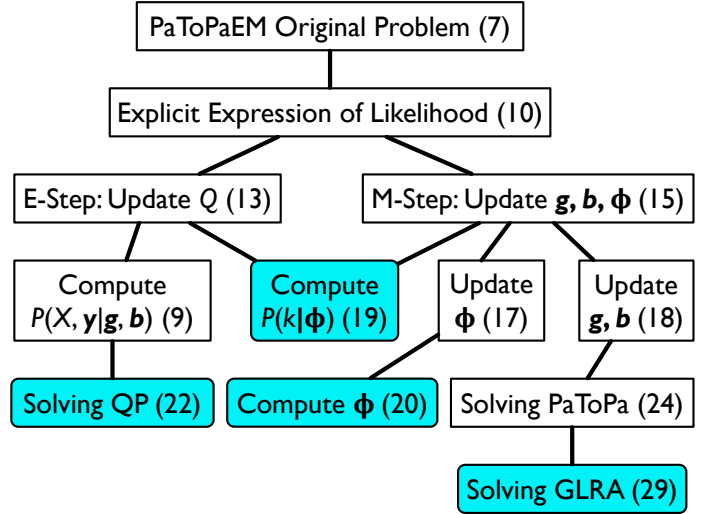 PaToPaEM Original Problem (7)
Explicit Expression of Likelihood (10)
E-Step: Update Q (13)
M-Step: Update g, b, ϕ (15)
Compute
P(X, y|g, b) (9)
Compute
P(k|ϕ) (19)
Update
ϕ (17)
Update
g, b (18)
Solving QP (22)
Compute ϕ (20)
Solving PaToPa (24)
Solving GLRA (29)